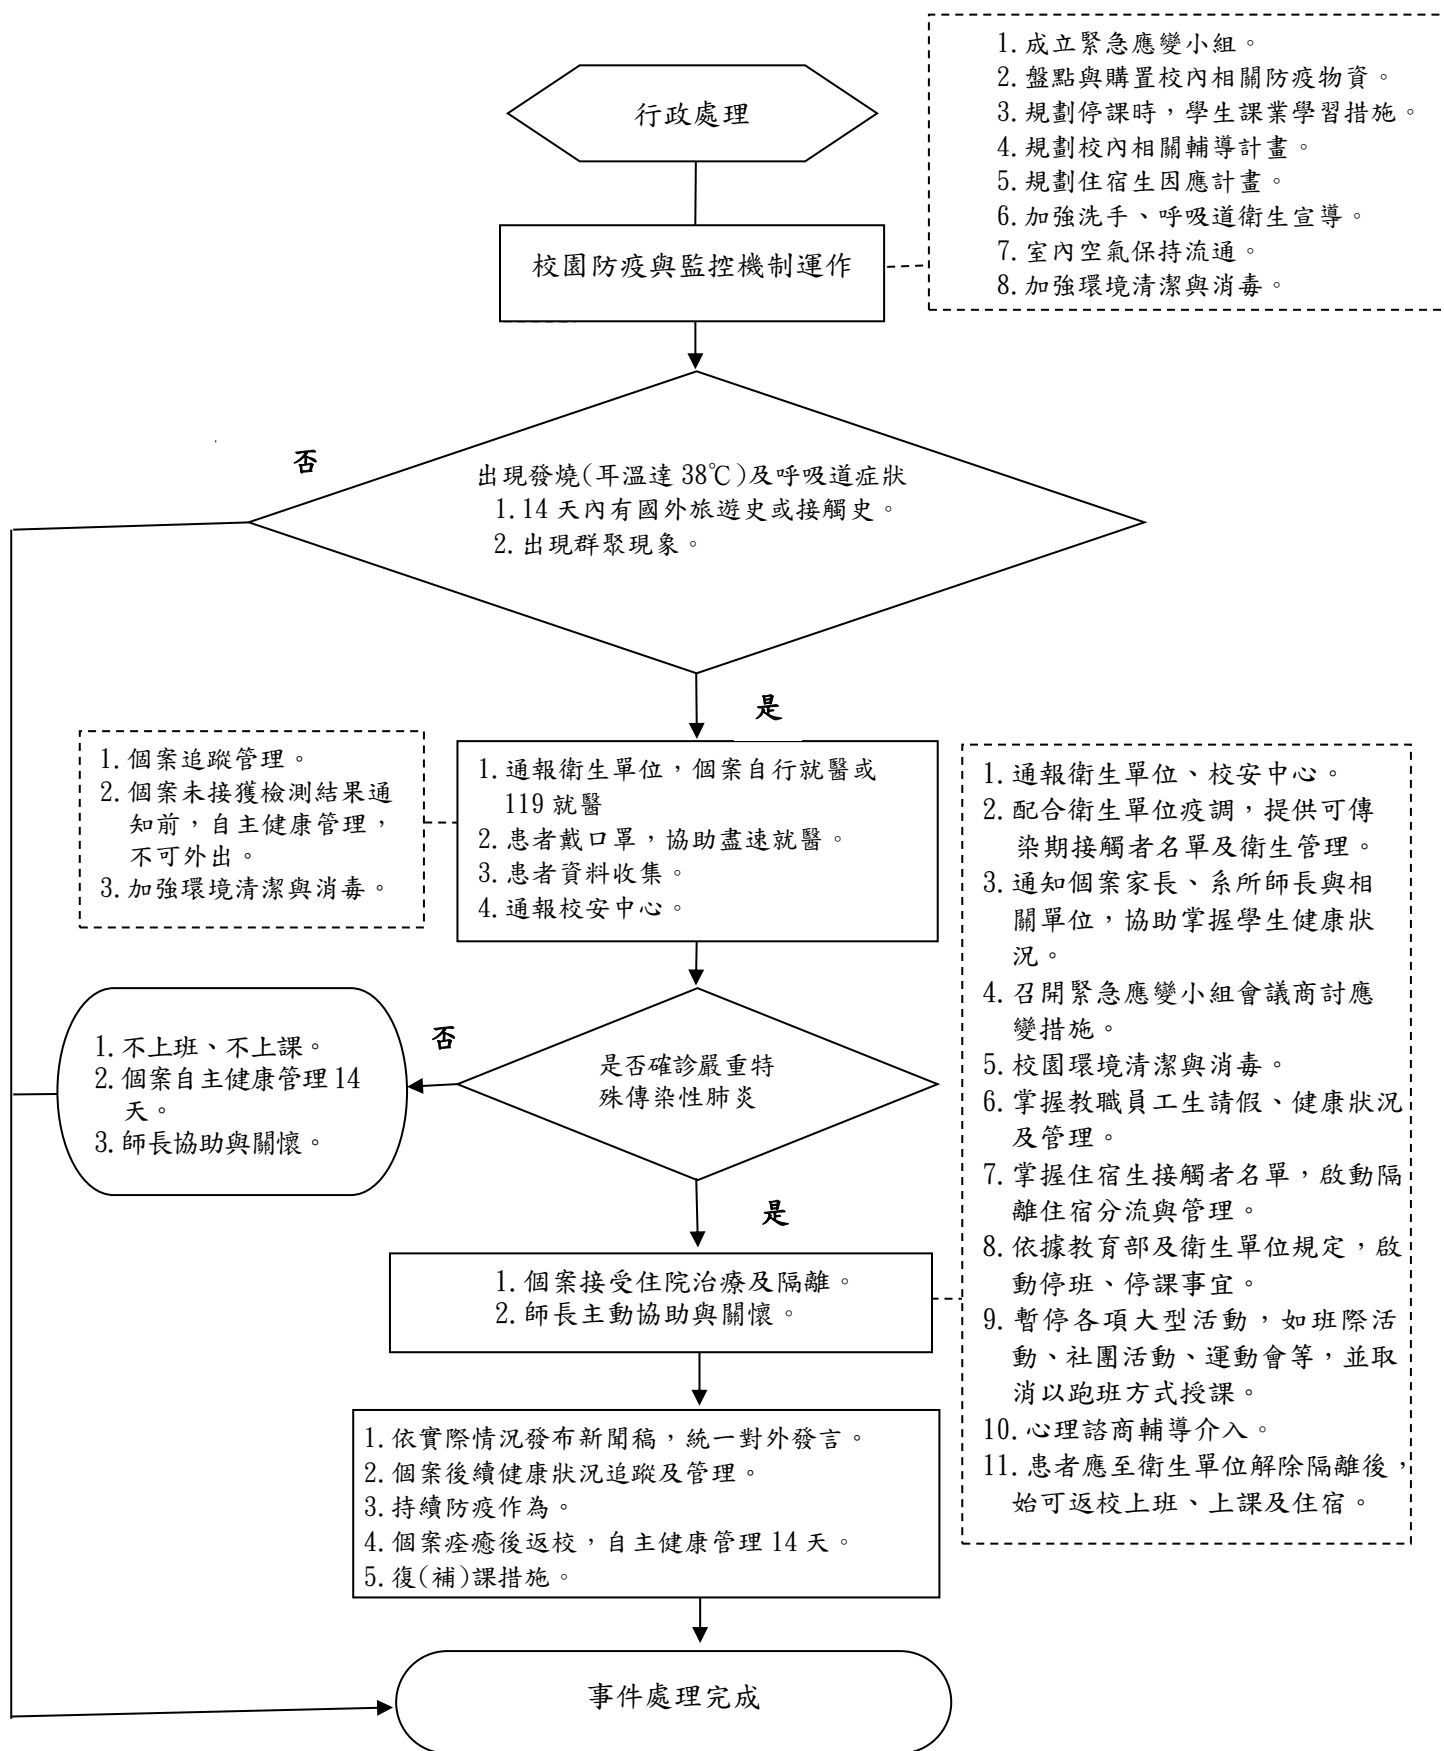 行政處理
1.成立緊急應變小組。
2.盤點與購置校內相關防疫物資。
3.規劃停課時，學生課業學習措施。
4.規劃校內相關輔導計畫。
5.規劃住宿生因應計畫。
6.加強洗手、呼吸道衛生宣導。
7.室內空氣保持流通。
8.加強環境清潔與消毒。
校園防疫與監控機制運作
否
出現發燒(耳溫達 38℃)及呼吸道症狀
1.14 天內有國外旅遊史或接觸史。
2.出現群聚現象。
是
1.個案追蹤管理。
2.個案未接獲檢測結果通
知前，自主健康管理，
不可外出。
3.加強環境清潔與消毒。
1.通報衛生單位，個案自行就醫或
119 就醫
2.患者戴口罩，協助盡速就醫。
3.患者資料收集。
4.通報校安中心。
1.通報衛生單位、校安中心。
2.配合衛生單位疫調，提供可傳
染期接觸者名單及衛生管理。
3.通知個案家長、系所師長與相
關單位，協助掌握學生健康狀
況。
4.召開緊急應變小組會議商討應
變措施。
5.校園環境清潔與消毒。
6.掌握教職員工生請假、健康狀況
及管理。
7.掌握住宿生接觸者名單，啟動隔
離住宿分流與管理。
8.依據教育部及衛生單位規定，啟
動停班、停課事宜。
9.暫停各項大型活動，如班際活
動、社團活動、運動會等，並取
消以跑班方式授課。
10.心理諮商輔導介入。
11.患者應至衛生單位解除隔離後，
始可返校上班、上課及住宿。
1.不上班、不上課。
2.個案自主健康管理 14
天。
3.師長協助與關懷。
否
是否確診嚴重特
殊傳染性肺炎
是
1.個案接受住院治療及隔離。
2.師長主動協助與關懷。
1.依實際情況發布新聞稿，統一對外發言。
2.個案後續健康狀況追蹤及管理。
3.持續防疫作為。
4.個案痊癒後返校，自主健康管理 14 天。
5.復(補)課措施。
事件處理完成